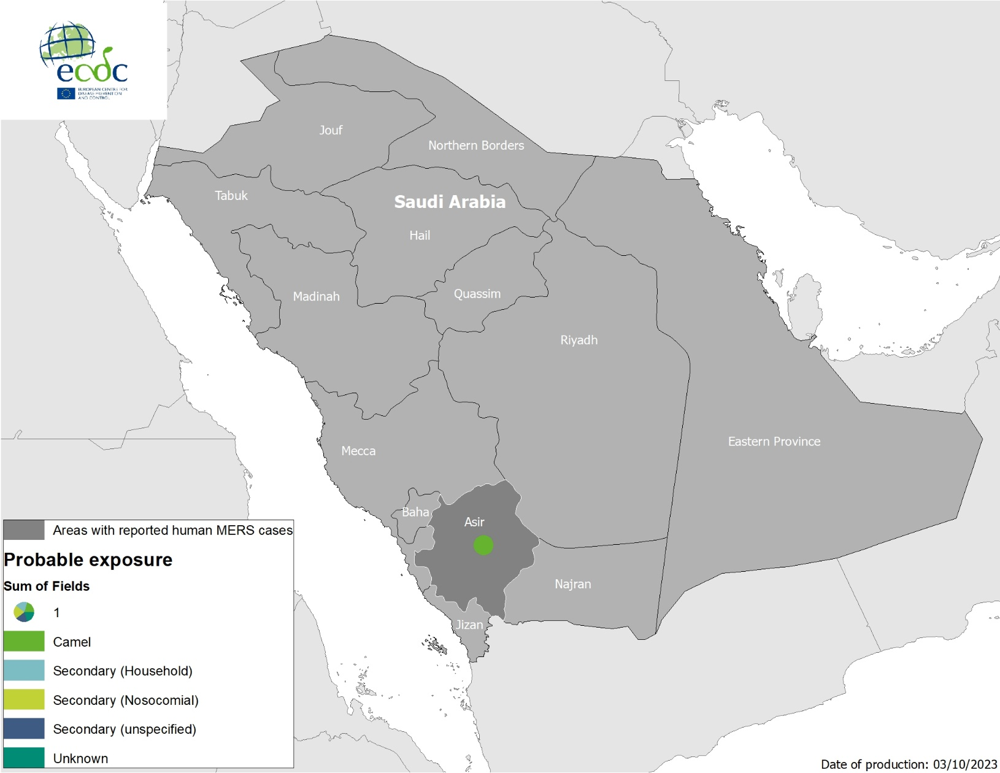 ecdc
EUROPEAN CENTRE FOR
DISEASE PREVENTION
AND CONTROL
Jouf
Northern Borders
Tabuk
Saudi Arabia
Hail
Madinah
Quassim
Riyadh
Eastern Province
Mecca
Baha
Asir
Najran
Jizan
Areas with reported human MERS cases
Probable exposure
Sum of Fields
1
Camel
Secondary (Household)
Secondary (Nosocomial)
Secondary (unspecified)
Unknown
Date of production: 03/10/2023